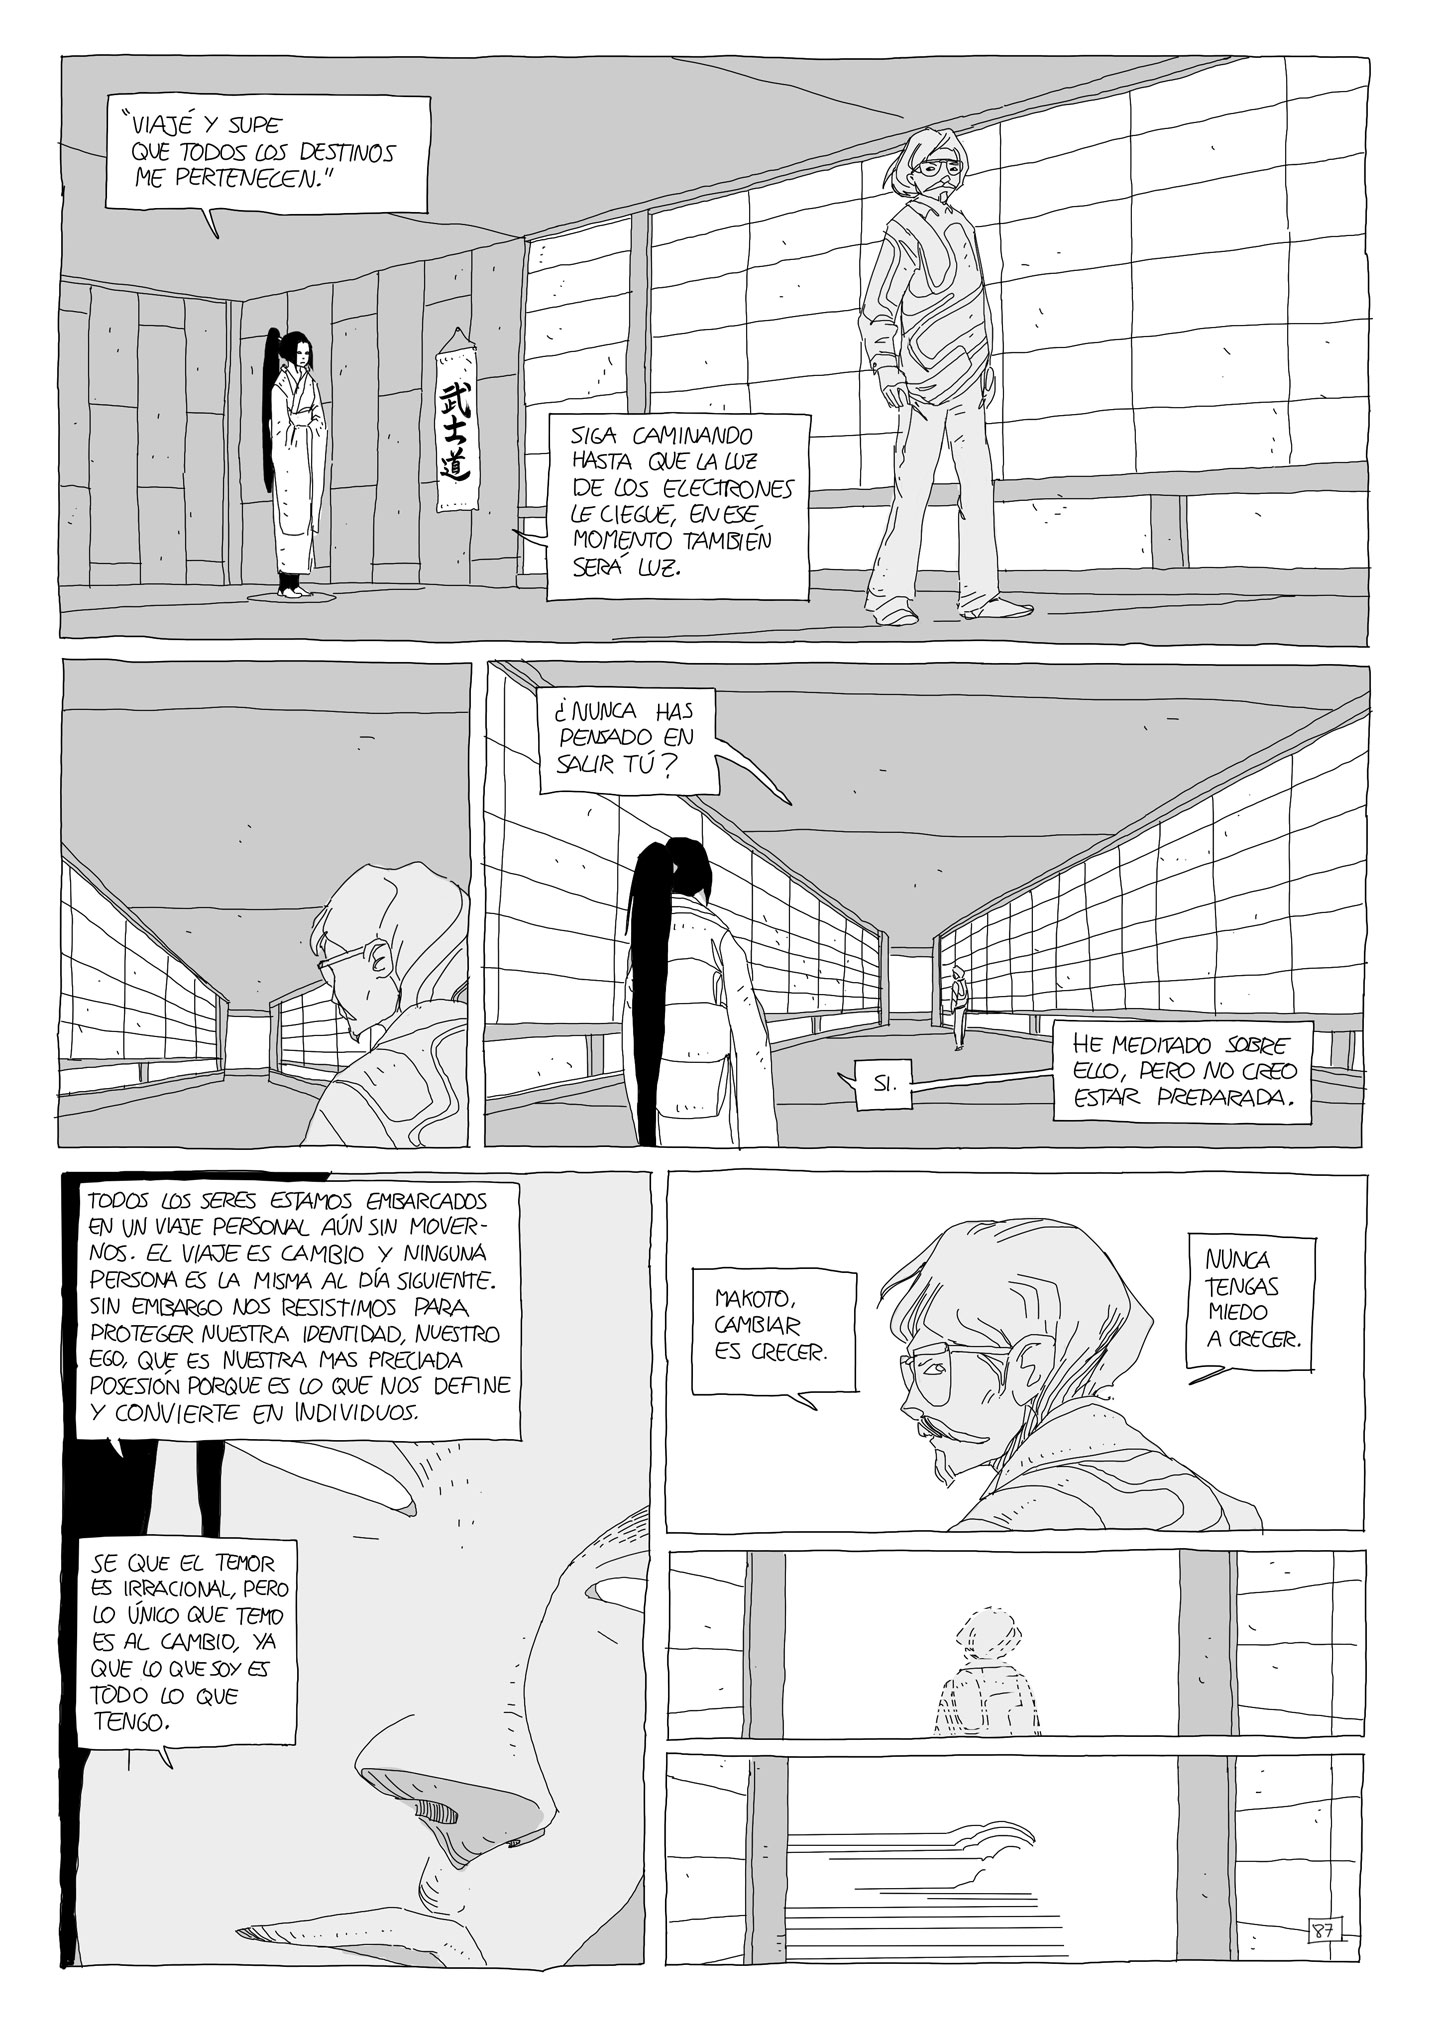 “VIAJÉ Y SUPE
QUE TODOS LOS DESTINOS
ME PERTENECEN.”
武
士
道
SIGA CAMINANDO
HASTA QUE LA LUZ
DE LOS ELECTRONES
LE CIEGUE, EN ESE
MOMENTO TAMBIÉN
SERÁ LUZ.
¿NUNCA HAS
PENSADO EN
SALIR TÚ?
SI.
HE MEDITADO SOBRE
ELLO, PERO NO CREO
ESTAR PREPARADA.
TODOS LOS SERES ESTAMOS EMBARCADOS
EN UN VIAJE PERSONAL AÚN SIN MOVER-
NOS. EL VIAJE ES CAMBIO Y NINGUNA
PERSONA ES LA MISMA AL DÍA SIGUIENTE.
SIN EMBARGO NOS RESISTIMOS PARA
PROTEGER NUESTRA IDENTIDAD, NUESTRO
EGO, QUE ES NUESTRA MAS PRECIADA
POSESIÓN PORQUE ES LO QUE NOS DEFINE
Y CONVIERTE EN INDIVIDUOS.
SE QUE EL TEMOR
ES IRRACIONAL, PERO
LO ÚNICO QUE TEMO
ES AL CAMBIO, YA
QUE LO QUE SOY ES
TODO LO QUE
TENGO.
MAKOTO,
CAMBIAR
ES CRECER.
NUNCA
TENGAS
MIEDO
A CRECER.
87